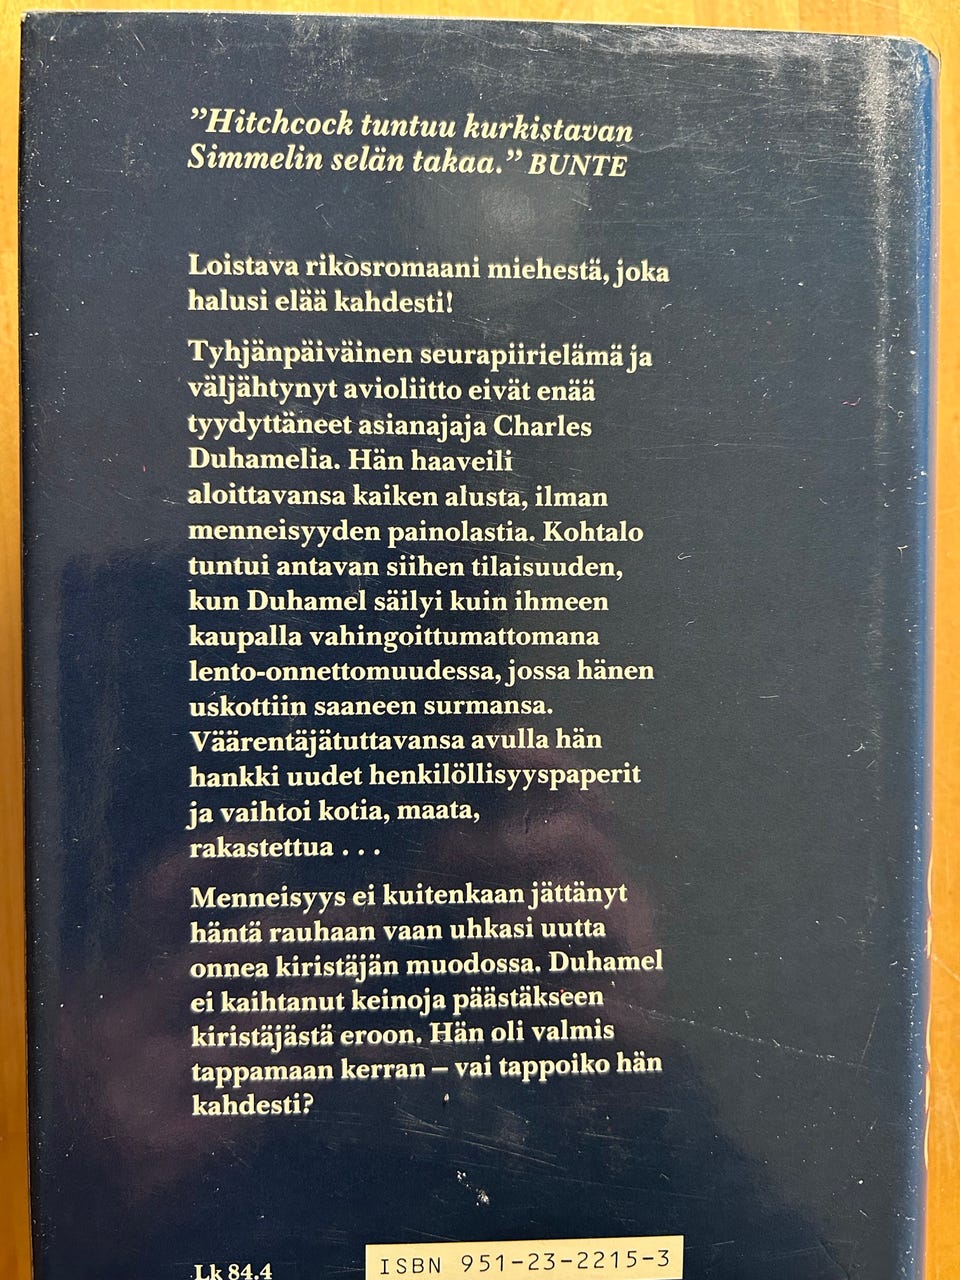 ”Hitchcock tuntuu kurkistavan
Simmelin selän takaa.” BUNTE
Loistava rikosromaani miehestä, joka
halusi elää kahdesti!
Tyhjänpäiväinen seurapiirielämä ja
väljähtynyt avioliitto eivät enää
tyydyttäneet asianajaja Charles
Duhamelia. Hän haaveili
aloittavansa kaiken alusta, ilman
menneisyyden painolastia. Kohtalo
tuntui antavan siihen tilaisuuden,
kun Duhamel säilyi kuin ihmeen
kaupalla vahingoittumattomana
lento-onnettomuudessa, jossa hänen
uskottiin saaneen surmansa.
Väärentäjätuttavansa avulla hän
hankki uudet henkilöllisyyspaperit
ja vaihtoi kotia, maata,
rakastettua . . .
Menneisyys ei kuitenkaan jättänyt
häntä rauhaan vaan uhkasi uutta
onnea kiristäjän muodossa. Duhamel
ei kaihtanut keinoja päästäkseen
kiristäjästä eroon. Hän oli valmis
tappamaan kerran – vai tappoiko hän
kahdesti?
Lk 84.4
ISBN 951-23-2215-3